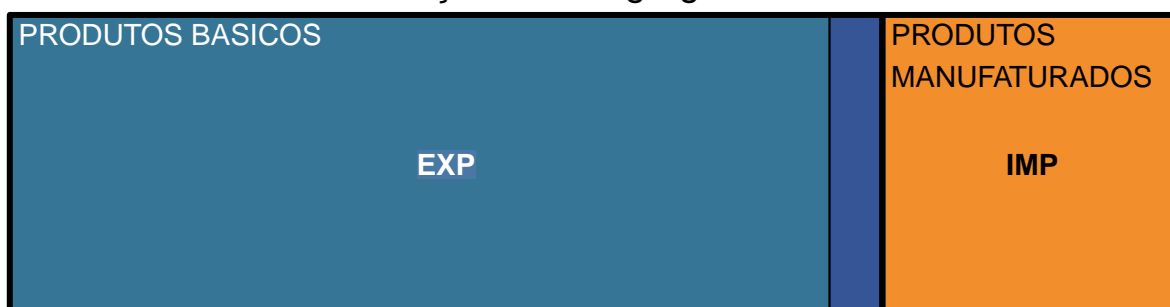 PRODUTOS BASICOS
PRODUTOS
MANUFATURADOS
EXP
IMP